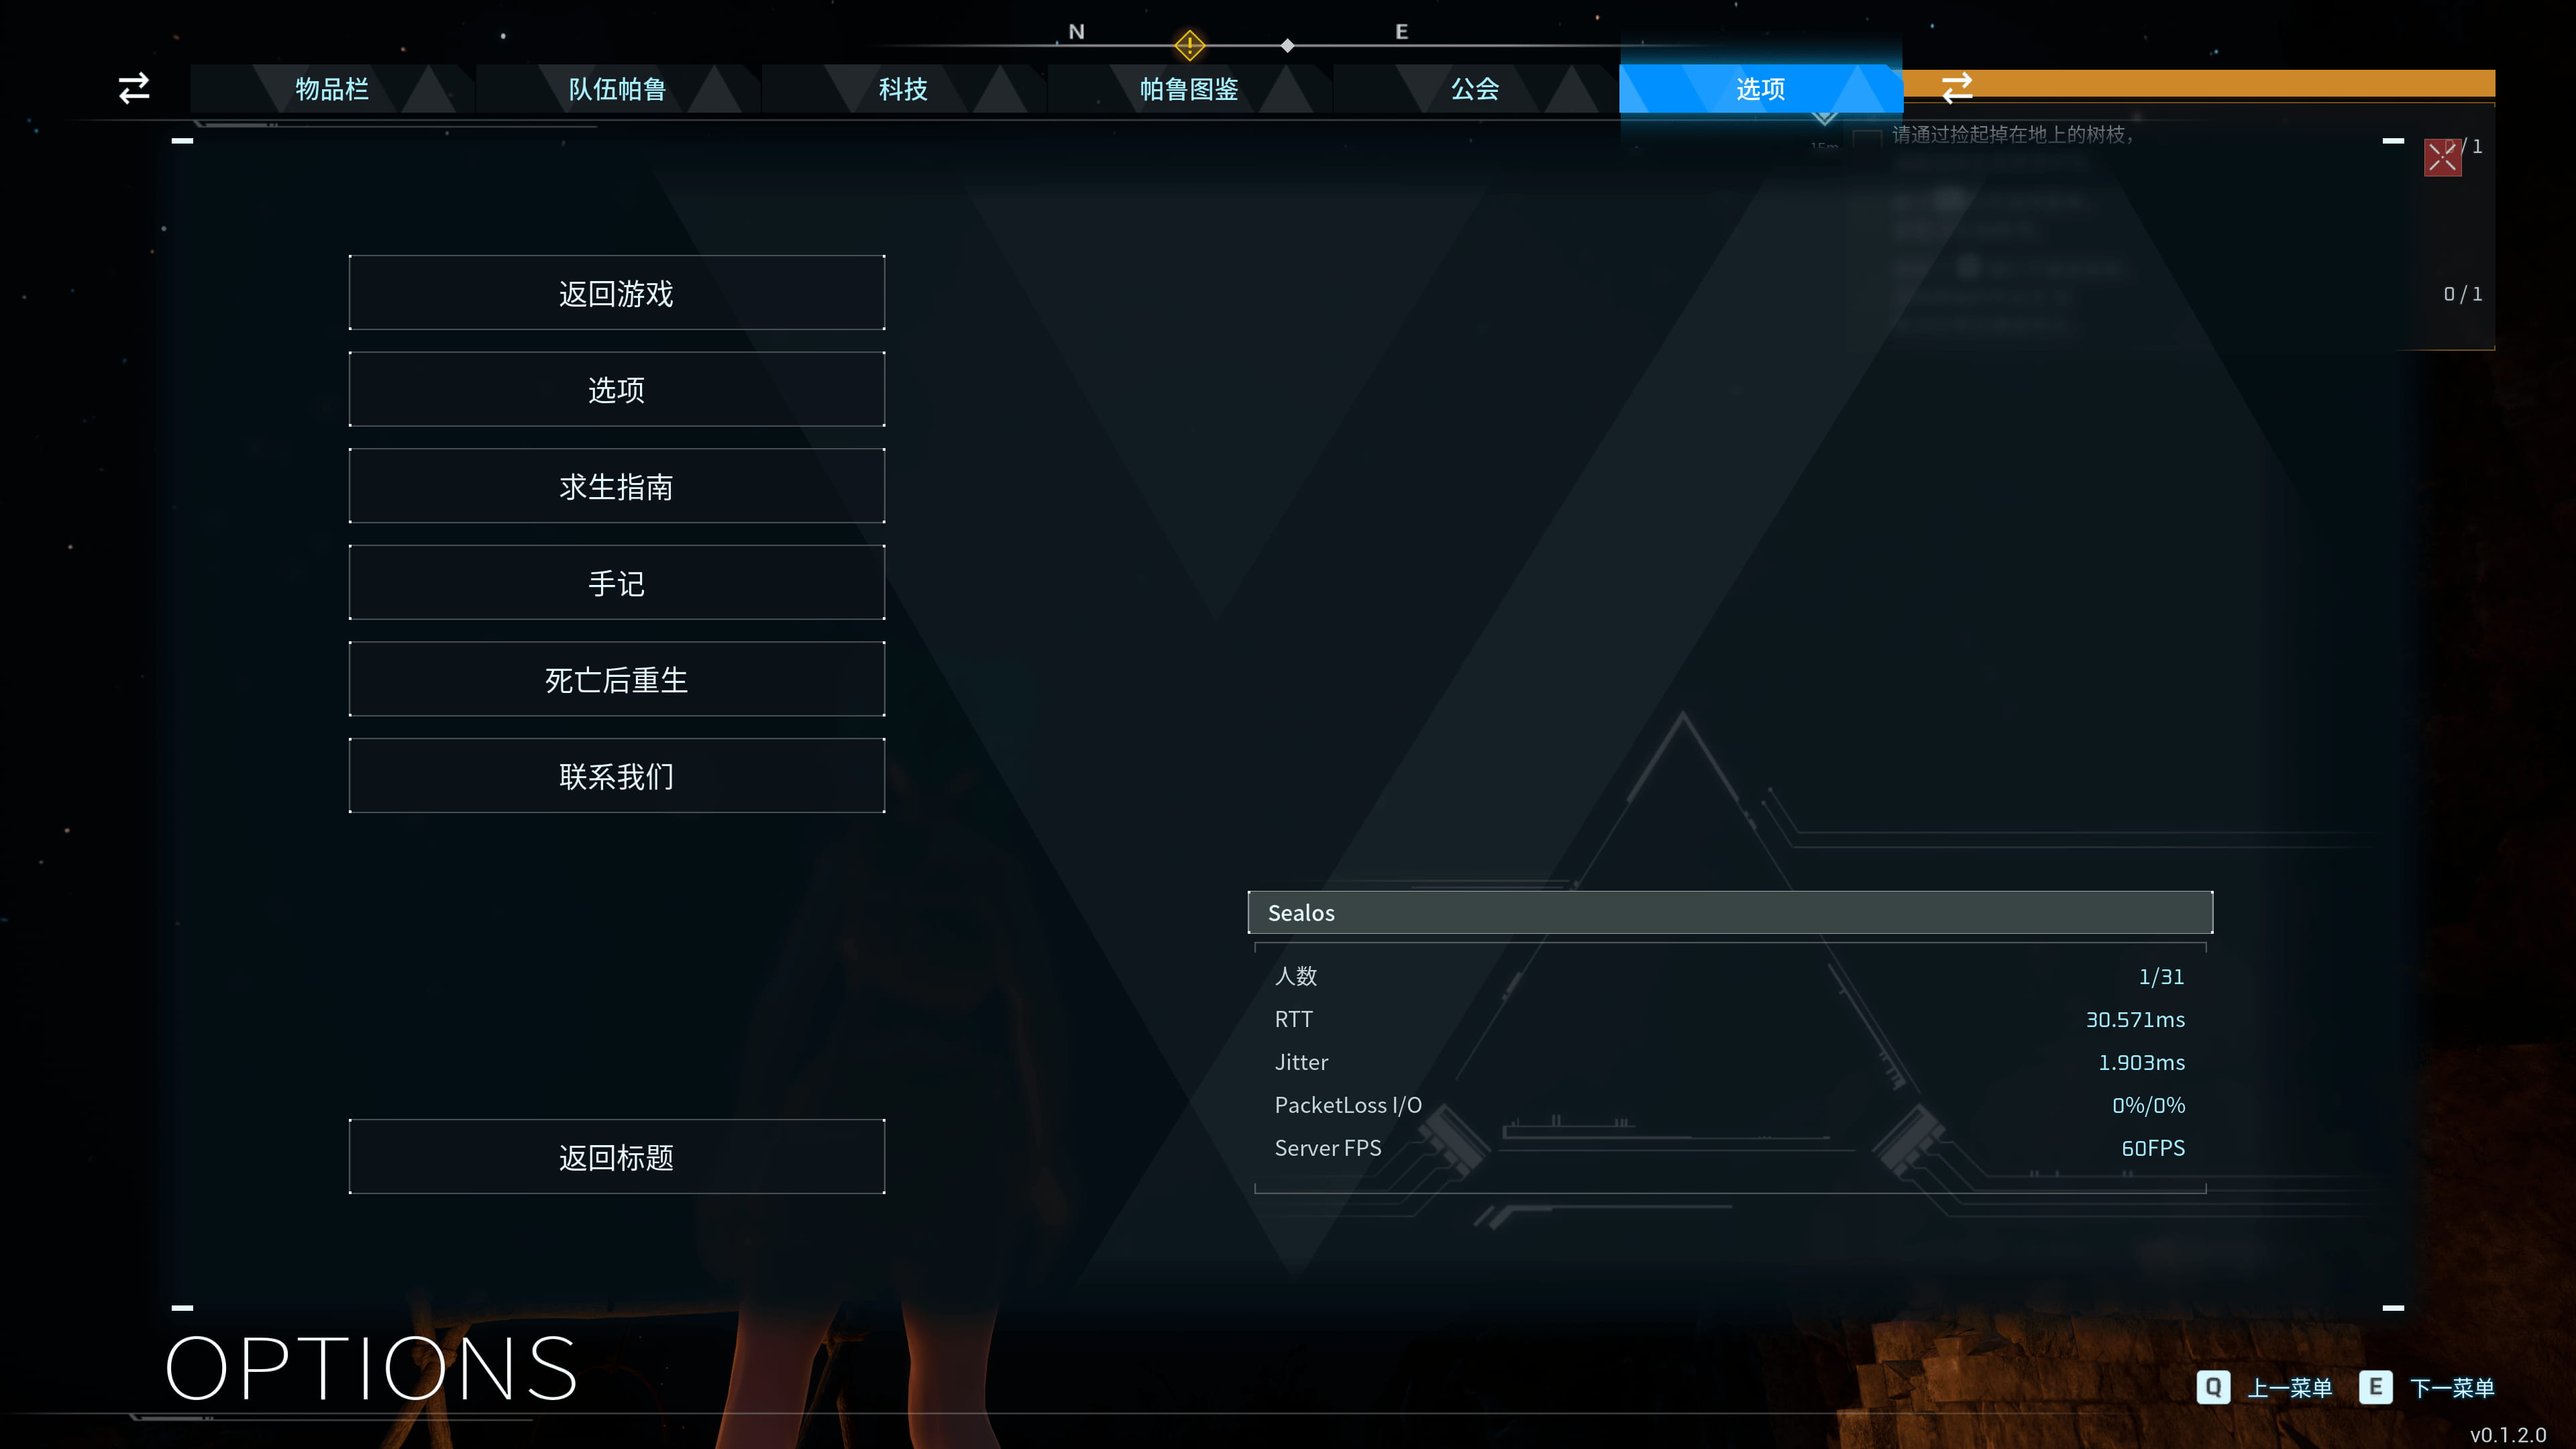 N
E
物品栏
队伍帕鲁
科技
帕鲁图鉴
公会
选项
请通过捡起掉在地上的树枝，
15m
/ 1
0 / 1
返回游戏
选项
求生指南
手记
死亡后重生
联系我们
返回标题
Sealos
人数 1/31
RTT 30.571ms
Jitter 1.903ms
PacketLoss I/O 0%/0%
Server FPS 60FPS
OPTIONS
Q 上一菜单 E 下一菜单
v0.1.2.0